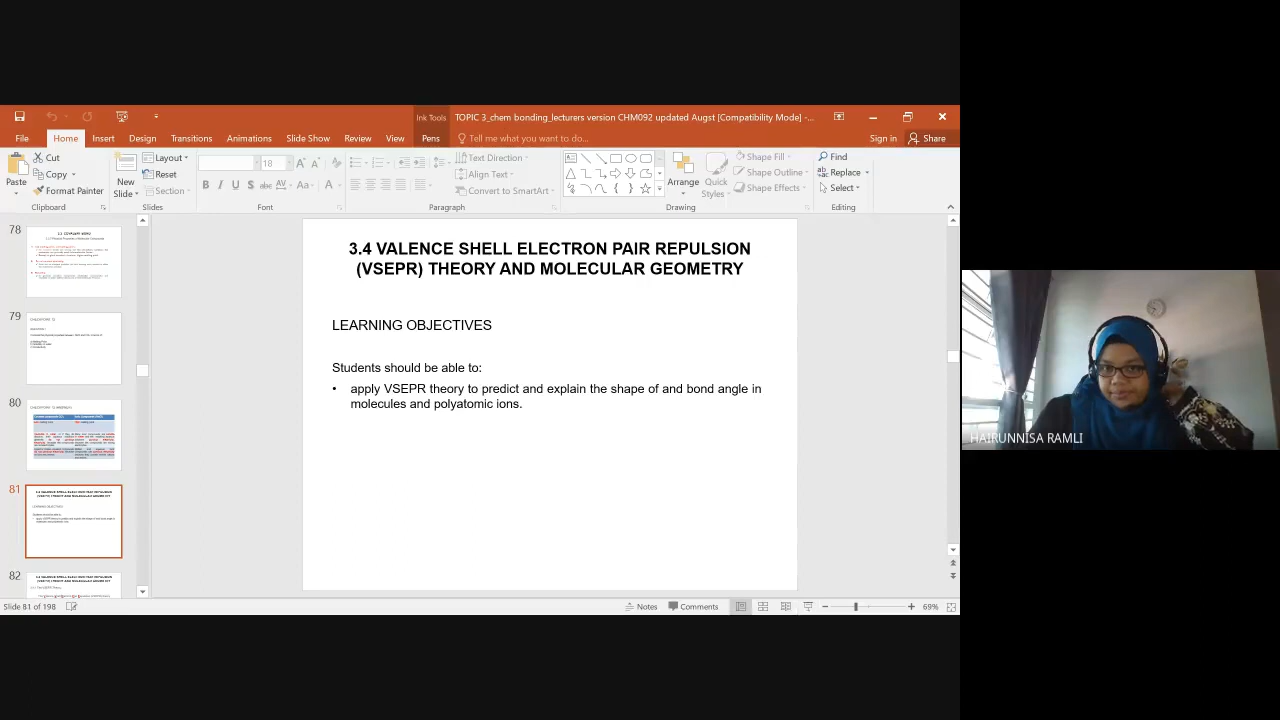 Ink Tools
TOPIC 3_chem bonding_lecturers version CHM092 updated Augst [Compatibility Mode] -...
File Home Insert Design Transitions Animations Slide Show Review View Pens Tell me what you want to do... Sign in Share
Cut Layout 18 Text Direction Shape Fill Find
Copy Reset Align Text Shape Outline Replace
Paste Format Painter New Slide Section B I U S abc AV Aa A Convert to SmartArt Arrange Quick Styles Shape Effects Select
Clipboard Slides Font Paragraph Drawing Editing
78
79
80
81
82
3.4 VALENCE SHELL ELECTRON PAIR REPULSION
(VSEPR) THEORY AND MOLECULAR GEOMETRY
LEARNING OBJECTIVES
Students should be able to:
• apply VSEPR theory to predict and explain the shape of and bond angle in
molecules and polyatomic ions.
HAIRUNNISA RAMLI
Slide 81 of 198 Notes Comments 69%